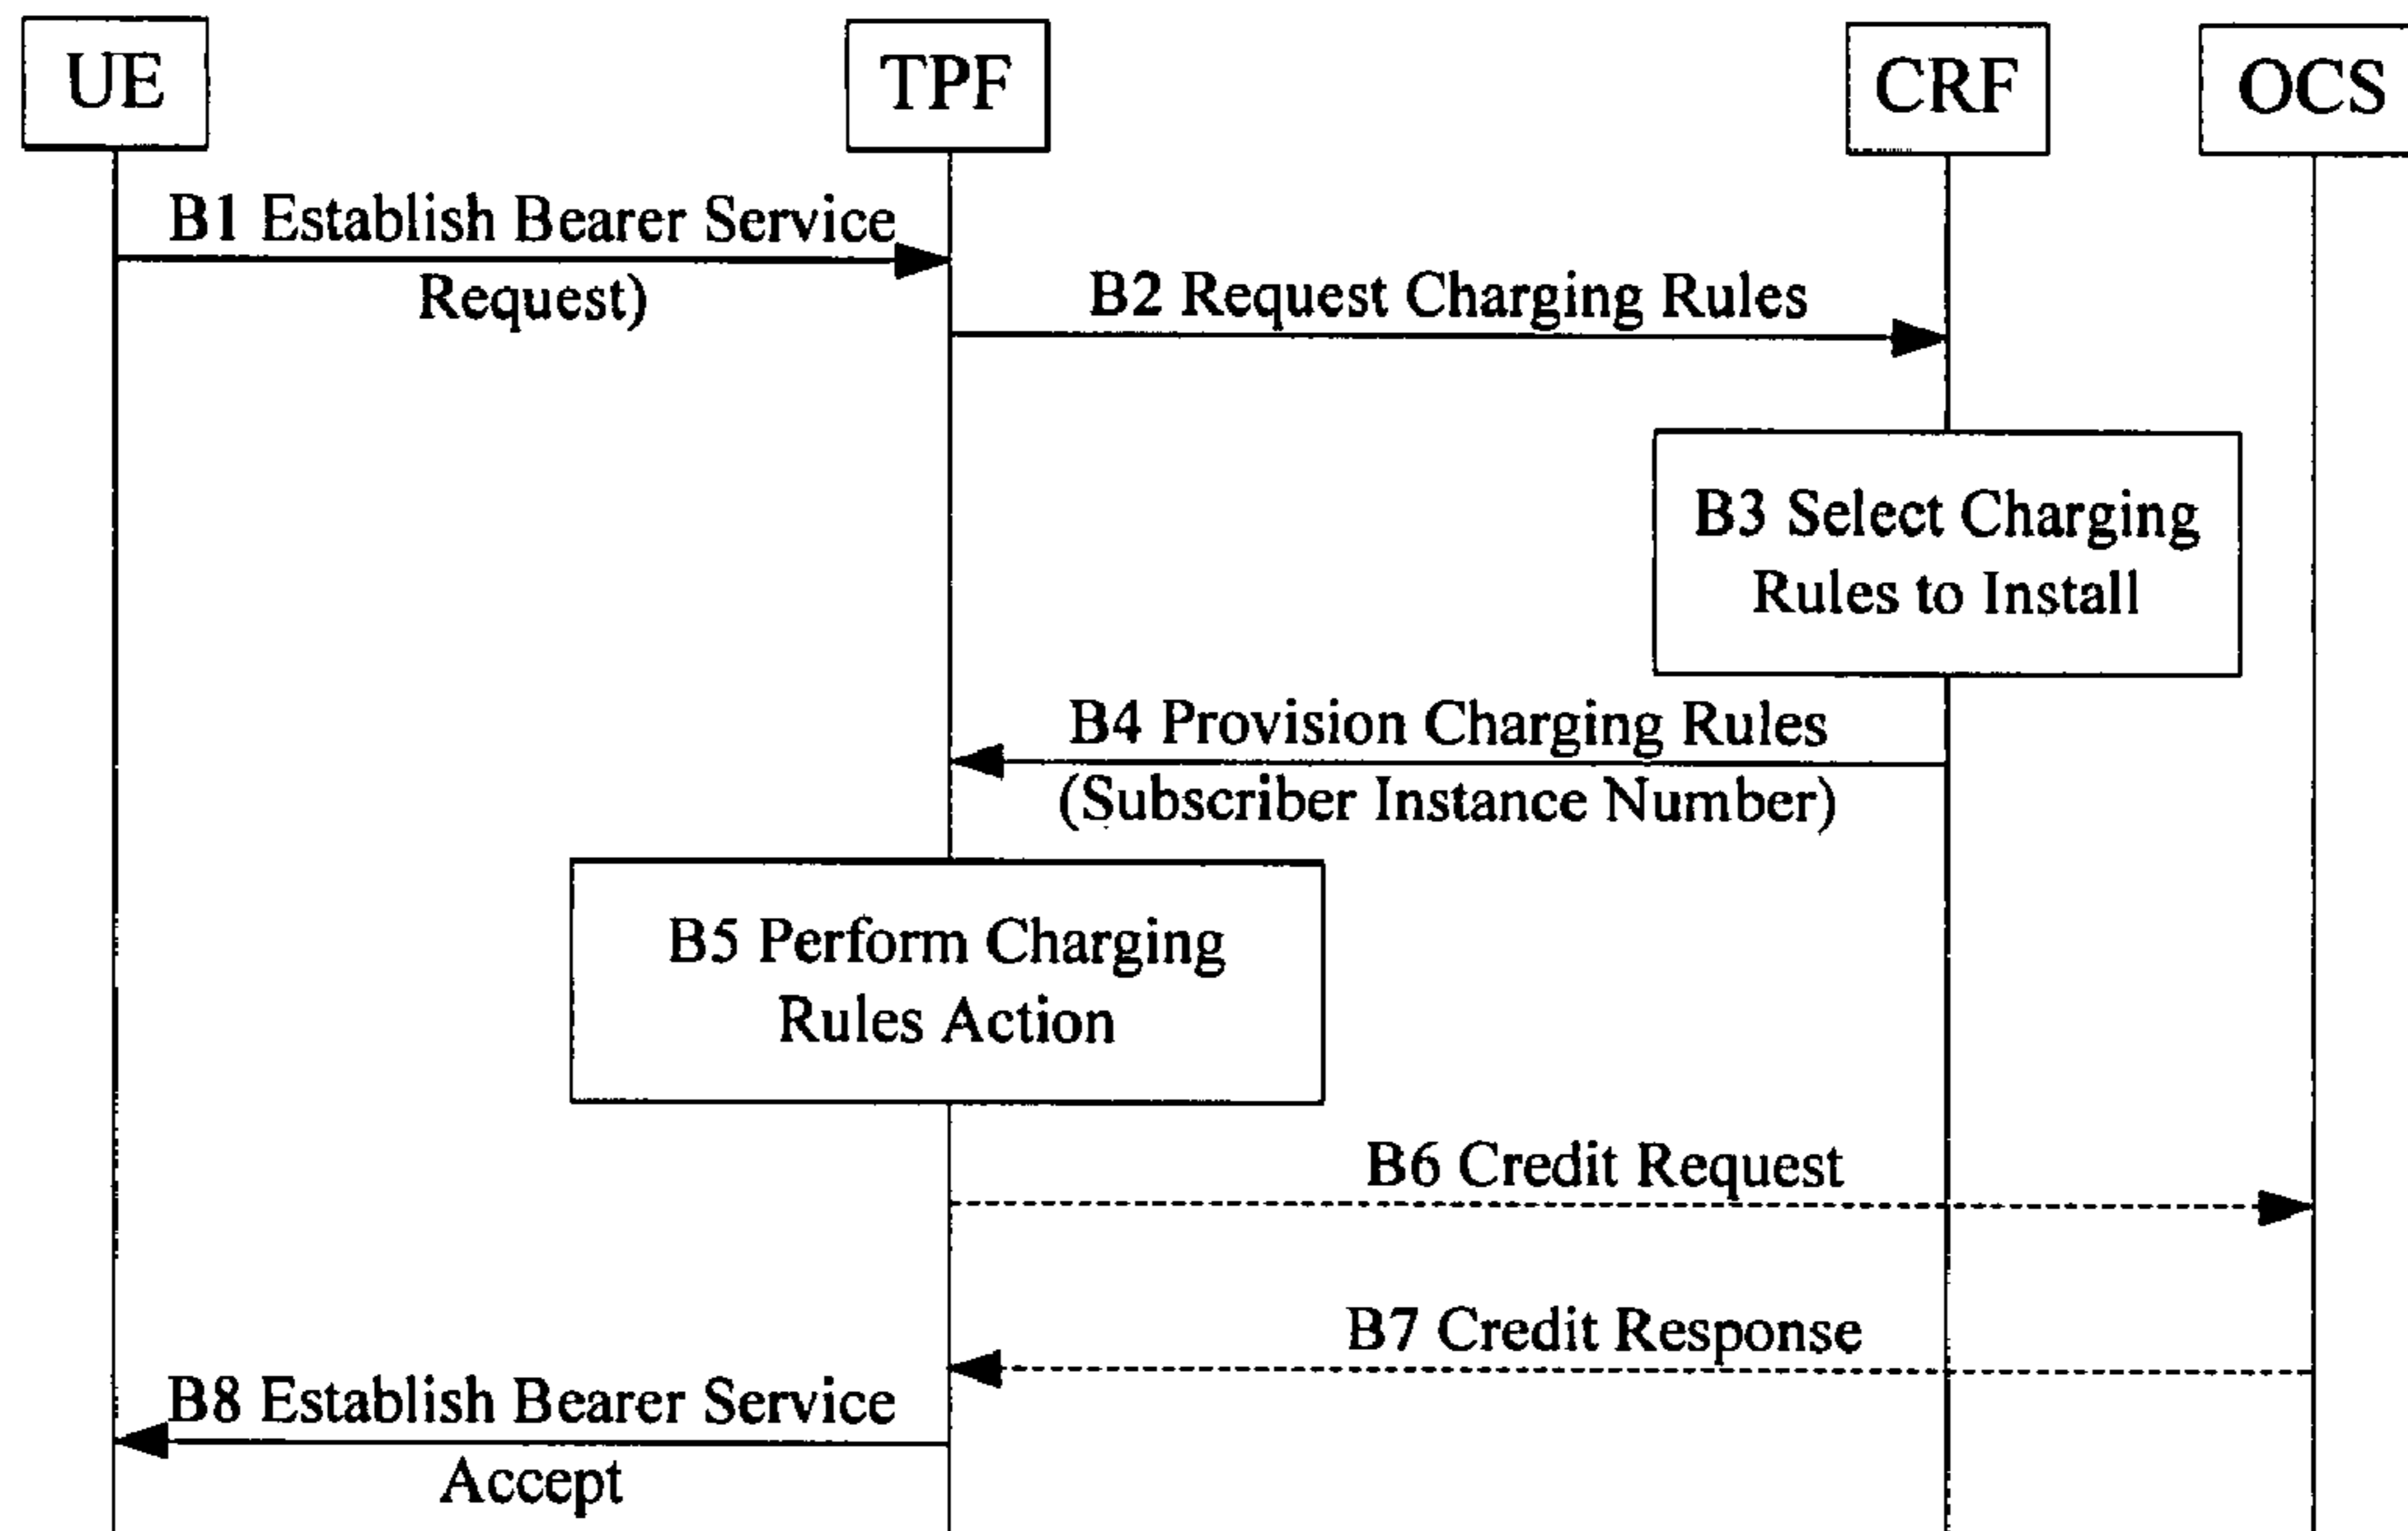 UE
TPF
CRF
OCS
B1 Establish Bearer Service
Request)
B2 Request Charging Rules
B3 Select Charging
Rules to Install
B4 Provision Charging Rules
(Subscriber Instance Number)
B5 Perform Charging
Rules Action
B6 Credit Request
B7 Credit Response
B8 Establish Bearer Service
Accept